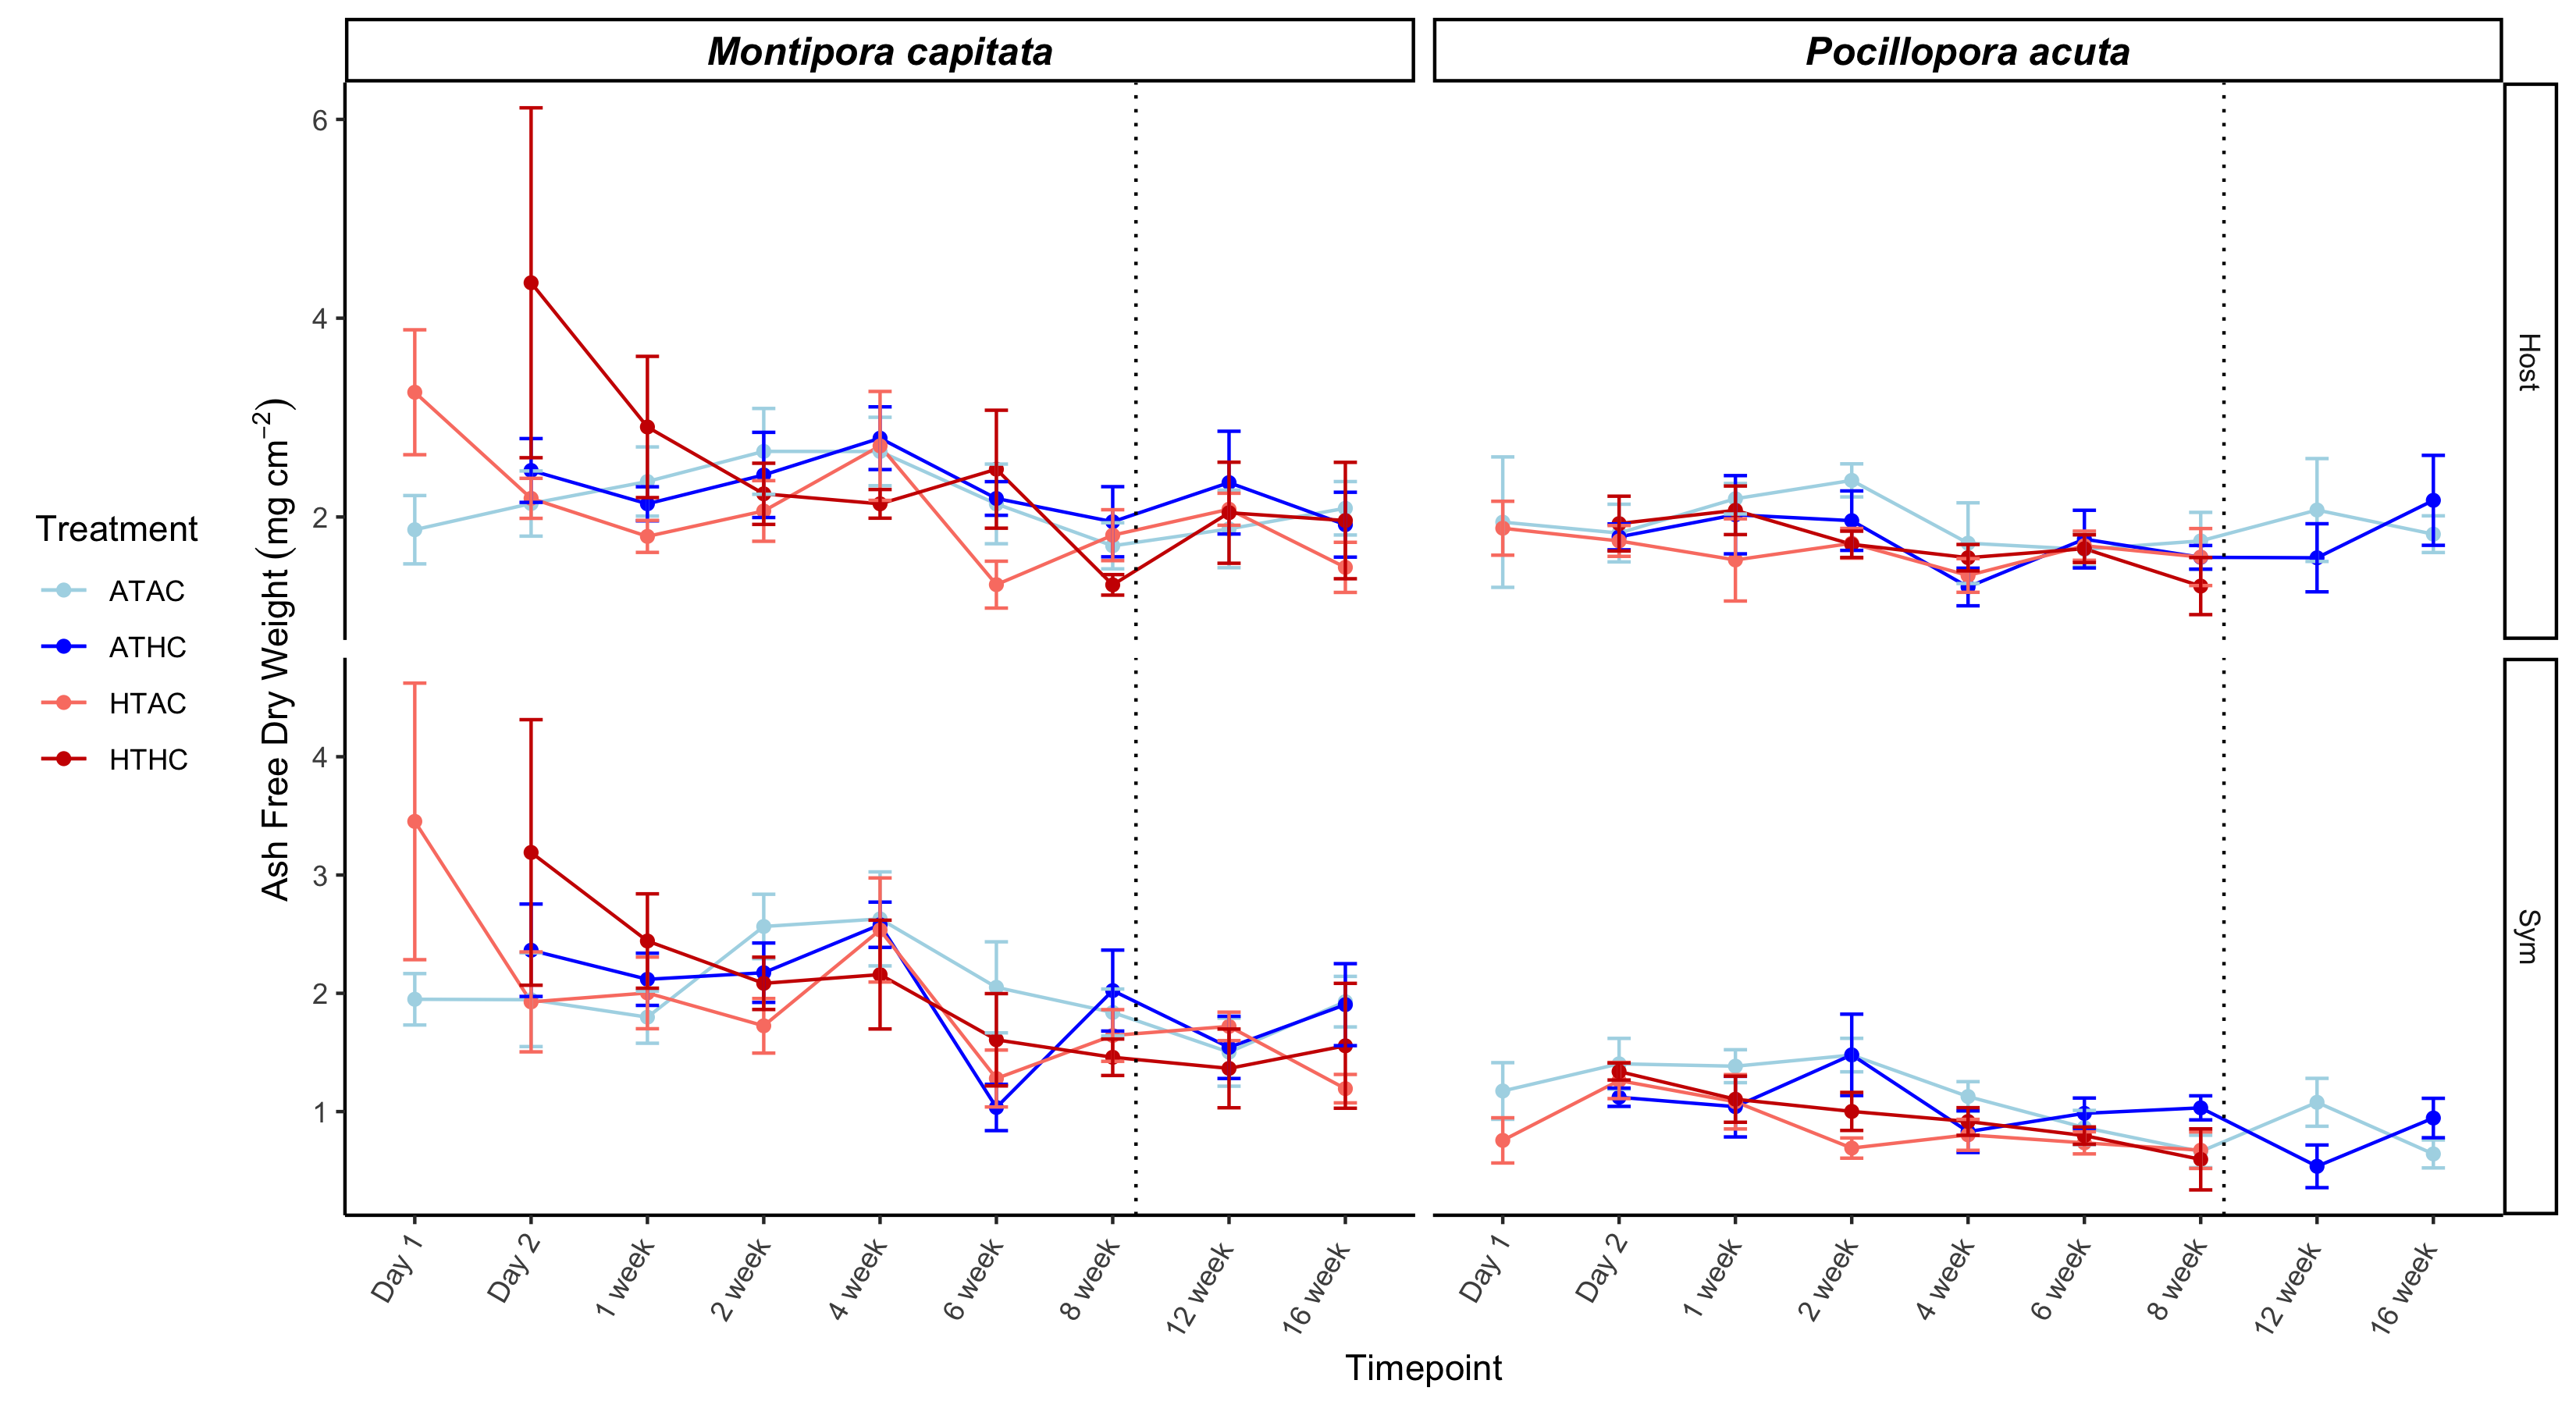 Montipora capitata
Pocillopora acuta
Host
Sym
Ash Free Dry Weight (mg cm⁻²)
6
4
2
4
3
2
1
Treatment
ATAC
ATHC
HTAC
HTHC
Day 1
Day 2
1 week
2 week
4 week
6 week
8 week
12 week
16 week
Day 1
Day 2
1 week
2 week
4 week
6 week
8 week
12 week
16 week
Timepoint